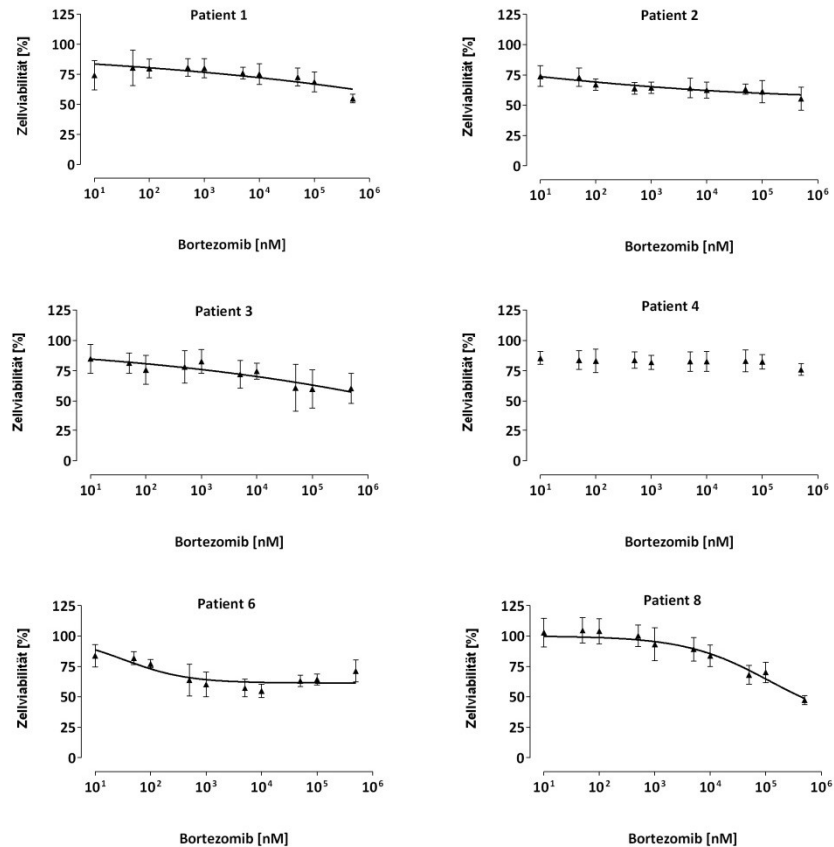 Patient 1
Zellviabilität [%]
125
100
75
50
25
0
10¹ 10² 10³ 10⁴ 10⁵ 10⁶
Bortezomib [nM]
Patient 2
Zellviabilität [%]
125
100
75
50
25
0
10¹ 10² 10³ 10⁴ 10⁵ 10⁶
Bortezomib [nM]
Patient 3
Zellviabilität [%]
125
100
75
50
25
0
10¹ 10² 10³ 10⁴ 10⁵ 10⁶
Bortezomib [nM]
Patient 4
Zellviabilität [%]
125
100
75
50
25
0
10¹ 10² 10³ 10⁴ 10⁵ 10⁶
Bortezomib [nM]
Patient 6
Zellviabilität [%]
125
100
75
50
25
0
10¹ 10² 10³ 10⁴ 10⁵ 10⁶
Bortezomib [nM]
Patient 8
Zellviabilität [%]
125
100
75
50
25
0
10¹ 10² 10³ 10⁴ 10⁵ 10⁶
Bortezomib [nM]